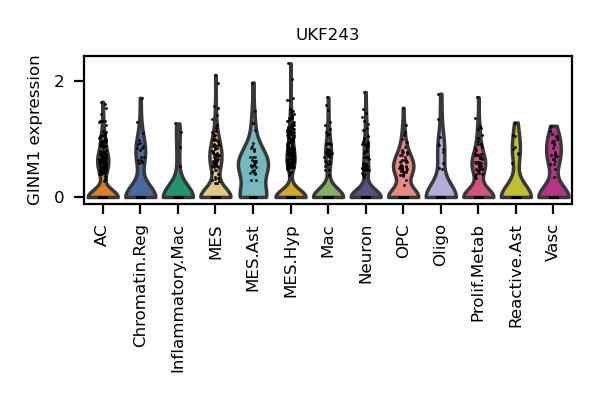 UKF243
GINM1 expression
2
0
AC
Chromatin.Reg
Inflammatory.Mac
MES
MES.Ast
MES.Hyp
Mac
Neuron
OPC
Oligo
Prolif.Metab
Reactive.Ast
Vasc